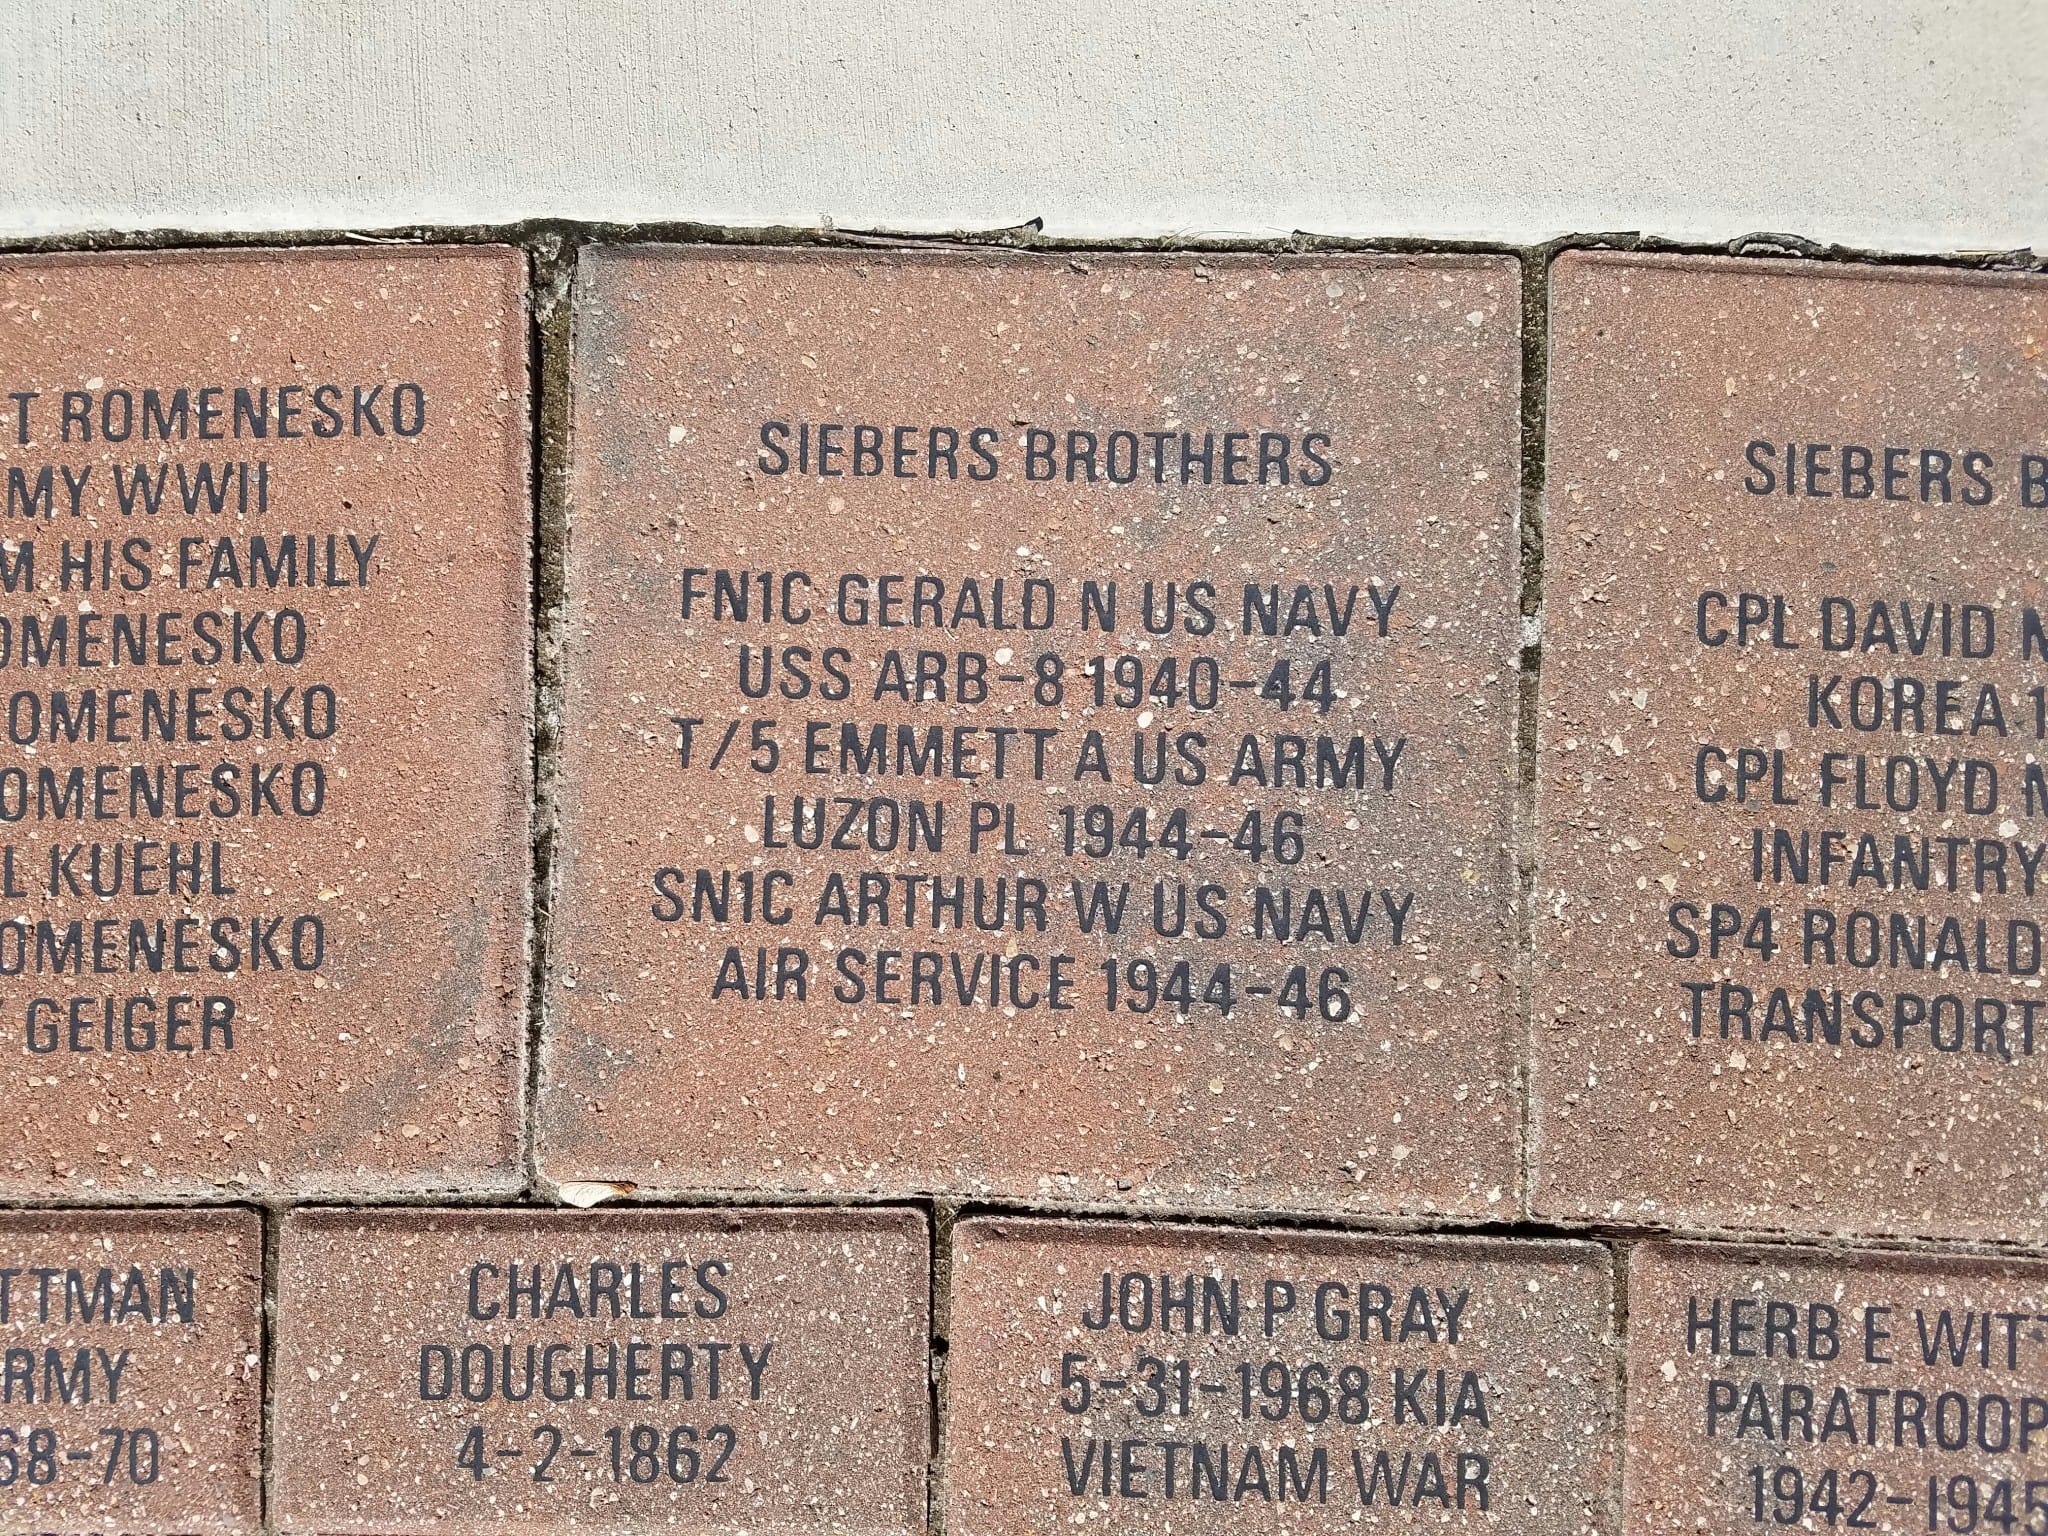 T ROMENESKO
MY WWII
M HIS FAMILY
OMENESKO
OMENESKO
OMENESKO
L KUEHL
OMENESKO
GEIGER
SIEBERS BROTHERS
FN1C GERALD N US NAVY
USS ARB-8 1940-44
T/5 EMMETT A US ARMY
LUZON PL 1944-46
SN1C ARTHUR W US NAVY
AIR SERVICE 1944-46
SIEBERS B
CPL DAVID
KOREA 1
CPL FLOYD
INFANTRY
SP4 RONALD
TRANSPORT
TTMAN
RMY
68-70
CHARLES
DOUGHERTY
4-2-1862
JOHN P GRAY
5-31-1968 KIA
VIETNAM WAR
HERB E WIT
PARATROOP
1942-1945